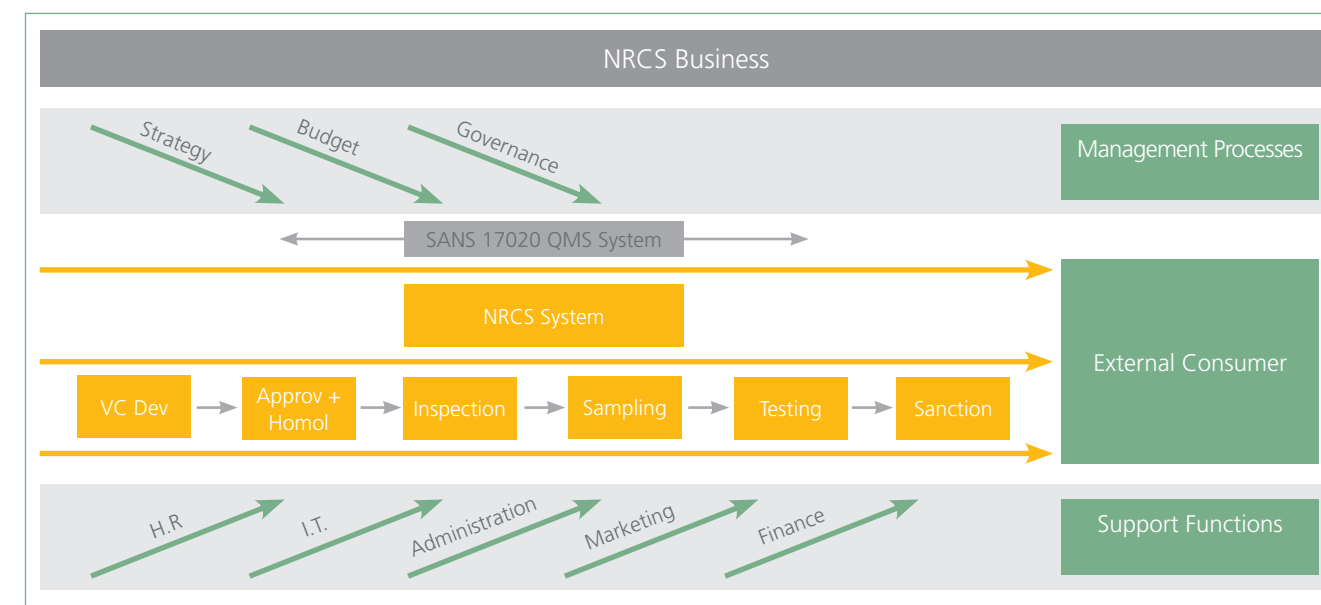 NRCS Business
Strategy
Budget
Governance
Management Processes
SANS 17020 QMS System
NRCS System
External Consumer
VC Dev
Approv +
Homol
Inspection
Sampling
Testing
Sanction
H.R
I.T.
Administration
Marketing
Finance
Support Functions